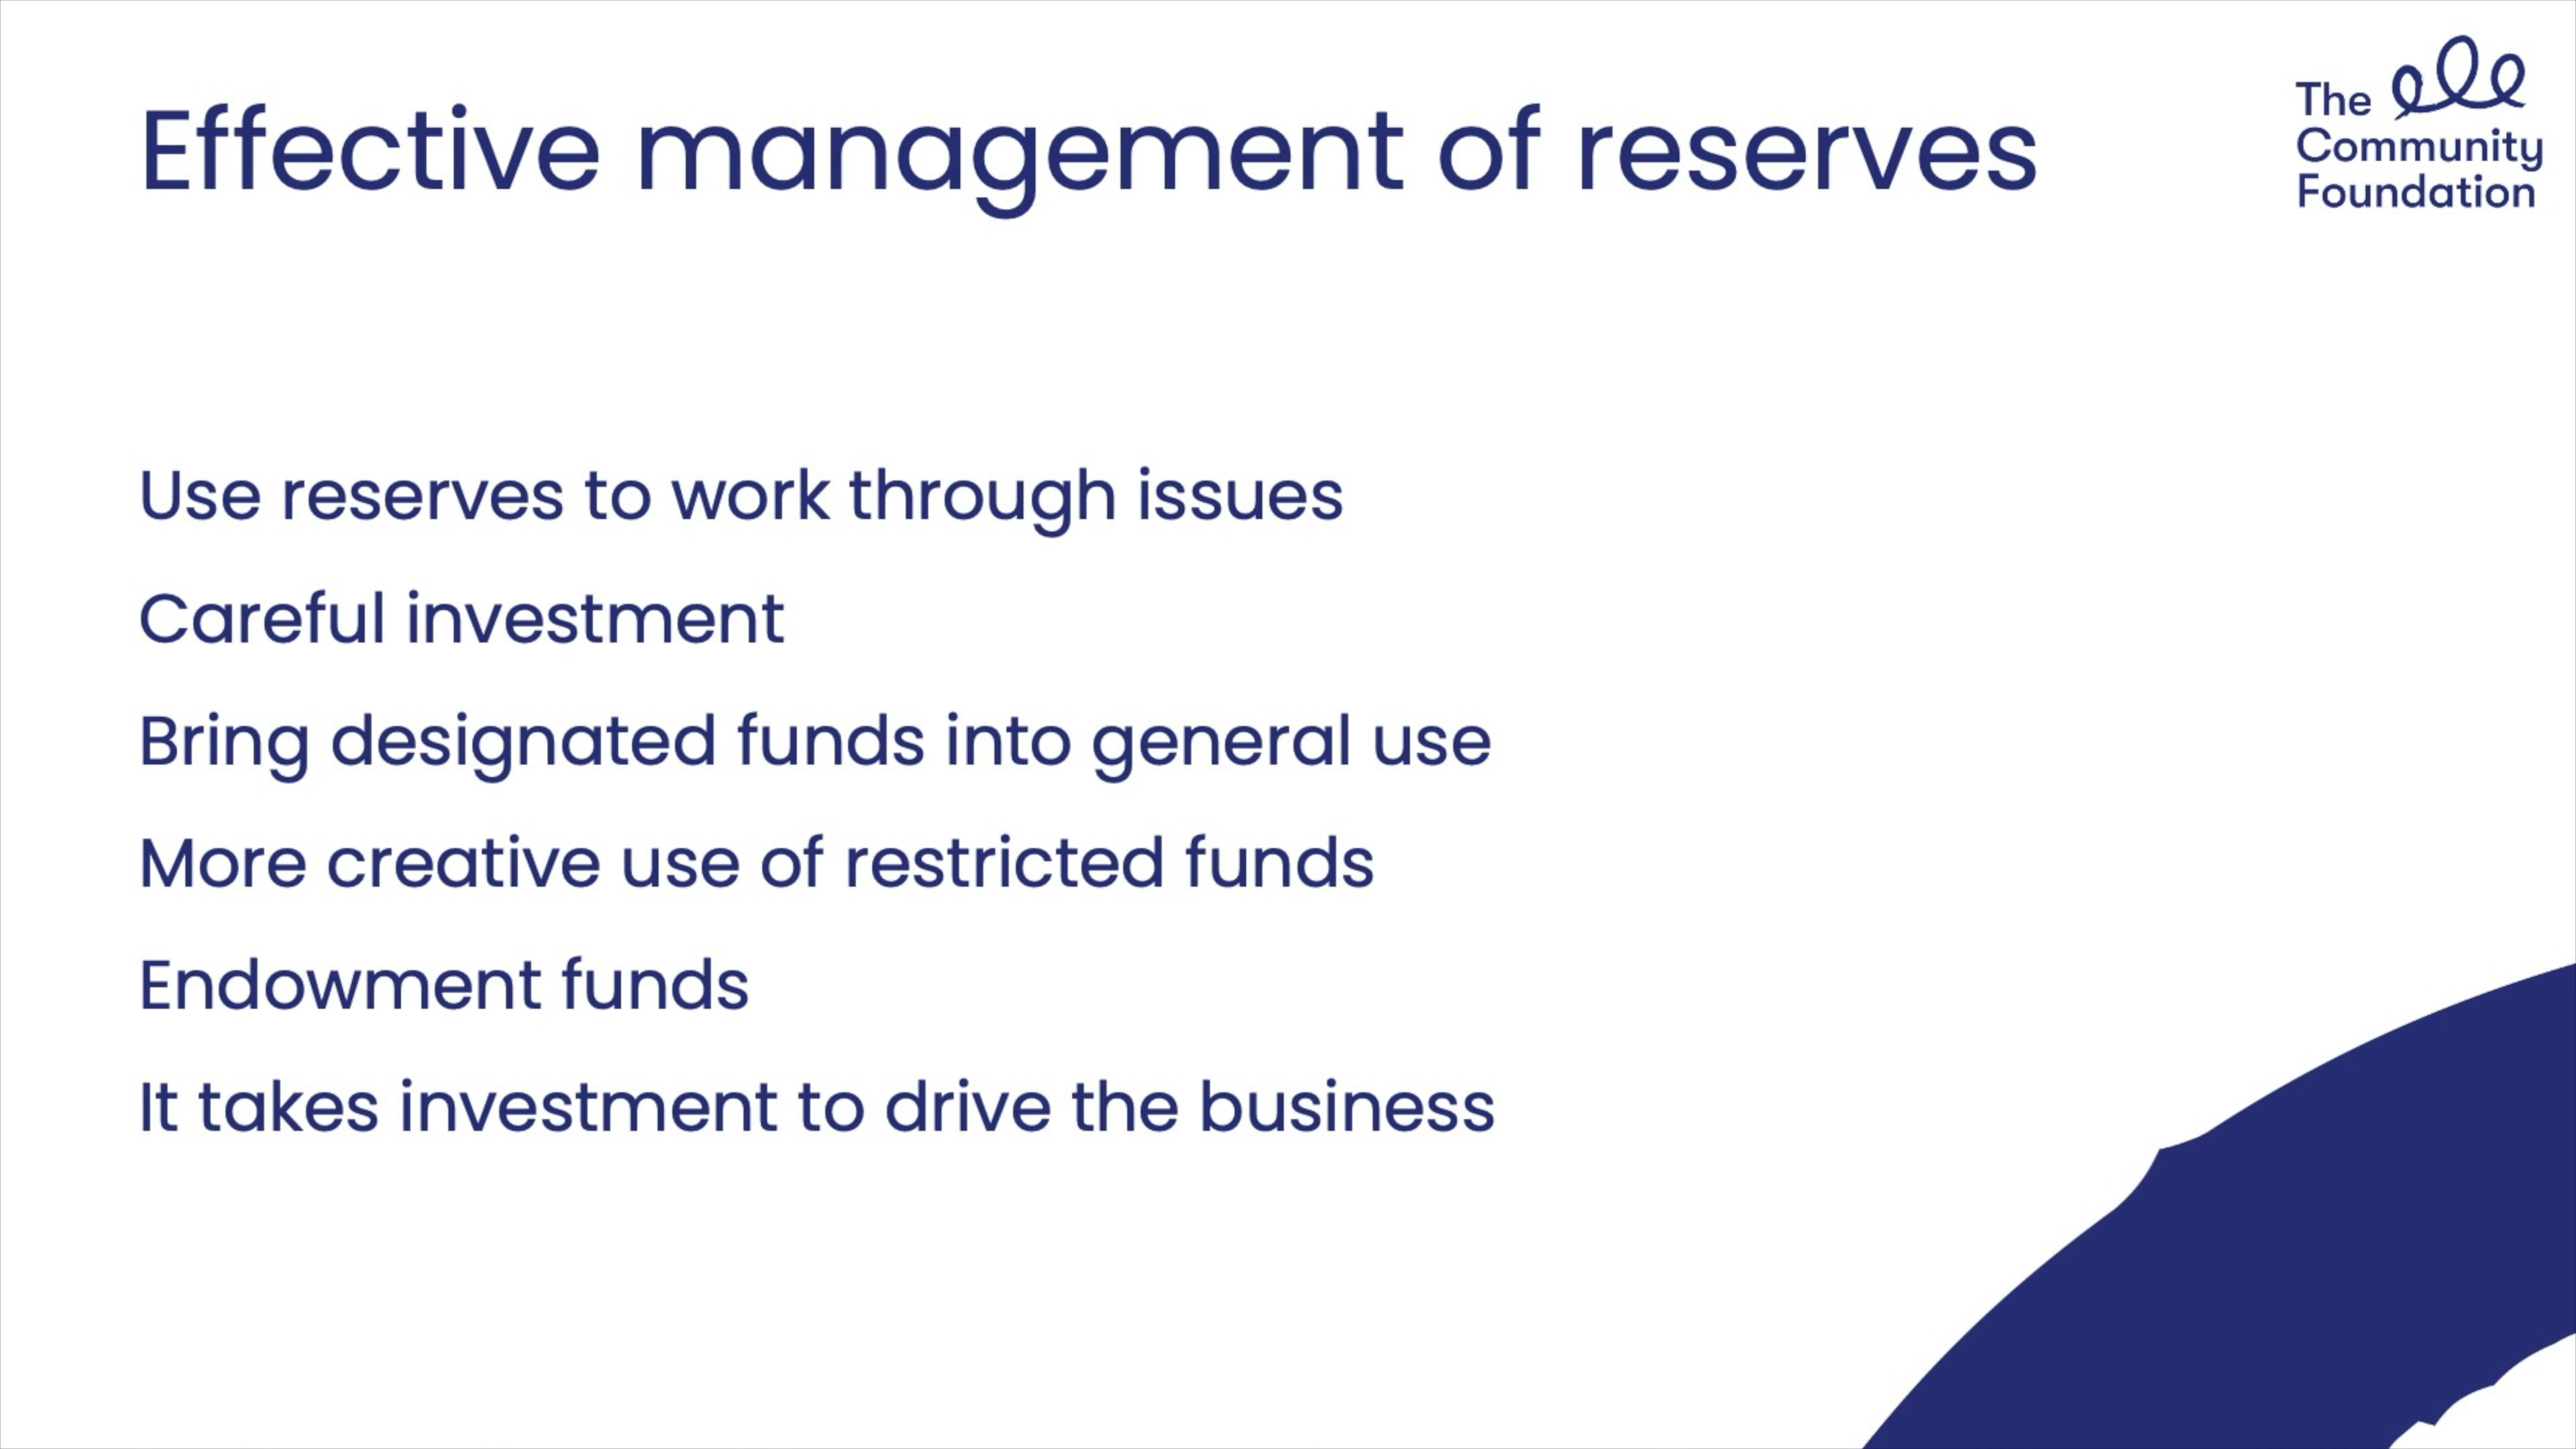 Effective management of reserves
The
Community
Foundation
Use reserves to work through issues
Careful investment
Bring designated funds into general use
More creative use of restricted funds
Endowment funds
It takes investment to drive the business